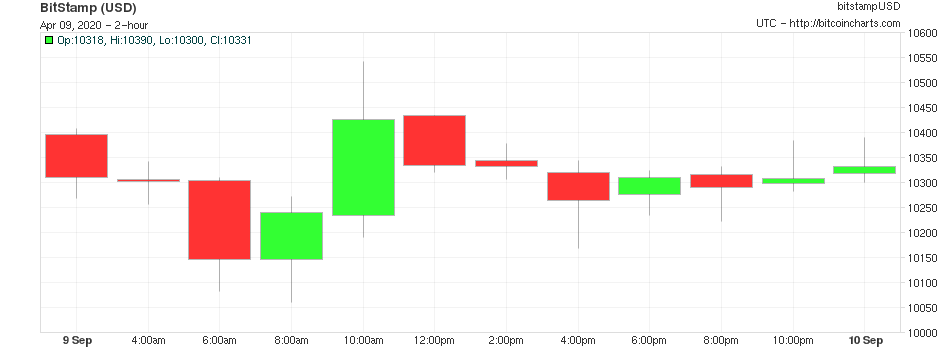 BitStamp (USD)
bitstampUSD
Apr 09, 2020 - 2-hour
UTC - http://bitcoincharts.com
Op:10318, Hi:10390, Lo:10300, Cl:10331
10600
10550
10500
10450
10400
10350
10300
10250
10200
10150
10100
10050
10000
9 Sep 4:00am 6:00am 8:00am 10:00am 12:00pm 2:00pm 4:00pm 6:00pm 8:00pm 10:00pm 10 Sep